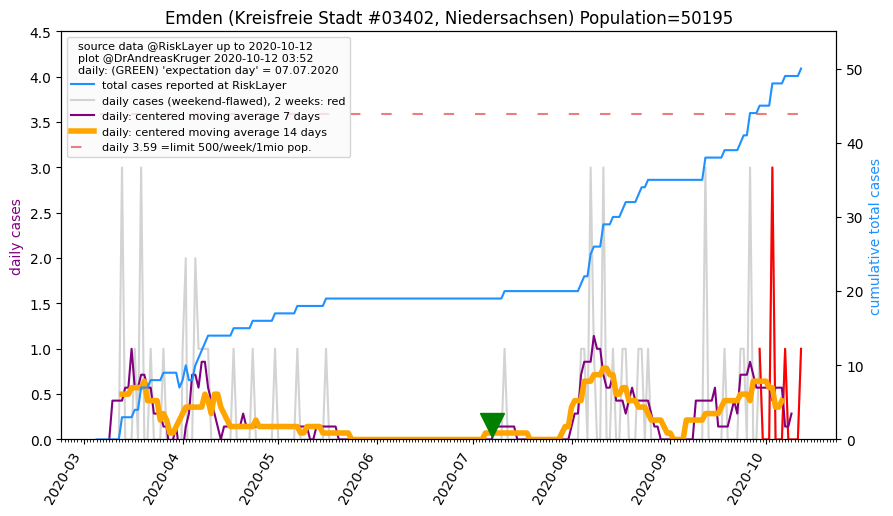 Emden (Kreisfreie Stadt #03402, Niedersachsen) Population=50195
source data @RiskLayer up to 2020-10-12
plot @DrAndreasKruger 2020-10-12 03:52
daily: (GREEN) 'expectation day' = 07.07.2020
total cases reported at RiskLayer
daily cases (weekend-flawed), 2 weeks: red
daily: centered moving average 7 days
daily: centered moving average 14 days
daily 3.59 =limit 500/week/1mio pop.
daily cases
4.5
4.0
3.5
3.0
2.5
2.0
1.5
1.0
0.5
0.0
50
40
30
20
10
0
cumulative total cases
2020-03
2020-04
2020-05
2020-06
2020-07
2020-08
2020-09
2020-10